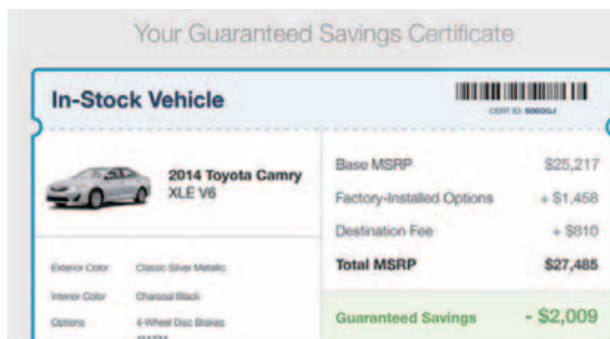 Your Guaranteed Savings Certificate
In-Stock Vehicle
CERT ID:
2014 Toyota Camry
XLE V6
Base MSRP $25,217
Factory-Installed Options + $1,458
Destination Fee + $810
Total MSRP $27,485
Exterior Color Classic Silver Metallic
Interior Color Charcoal Black
Options 4-Wheel Disc Brakes
Guaranteed Savings - $2,009